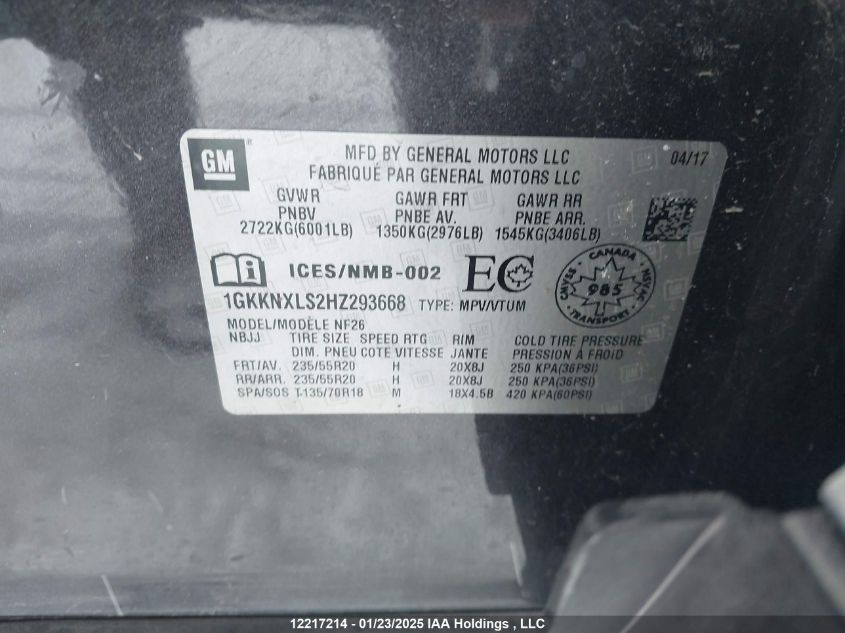 GM
MFD BY GENERAL MOTORS LLC 04/17
FABRIQUÉ PAR GENERAL MOTORS LLC
GVWR GAWR FRT GAWR RR
PNBV PNBE AV. PNBE ARR.
2722KG(6001LB) 1350KG(2976LB) 1545KG(3406LB)
ICES/NMB-002 EC
CANADA
CMVSS 985 NSVAC
TRANSPORT
1GKKNXLS2HZ293668 TYPE: MPV/VTUM
MODEL/MODÈLE NF26
NBJJ TIRE SIZE SPEED RTG RIM COLD TIRE PRESSURE
DIM. PNEU COTE VITESSE JANTE PRESSION À FROID
FRT/AV. 235/55R20 H 20X8J 250 KPA(36PSI)
RR/ARR. 235/55R20 H 20X8J 250 KPA(36PSI)
SPA/SOS T135/70R18 M 18X4.5B 420 KPA(60PSI)
12217214 - 01/23/2025 IAA Holdings , LLC